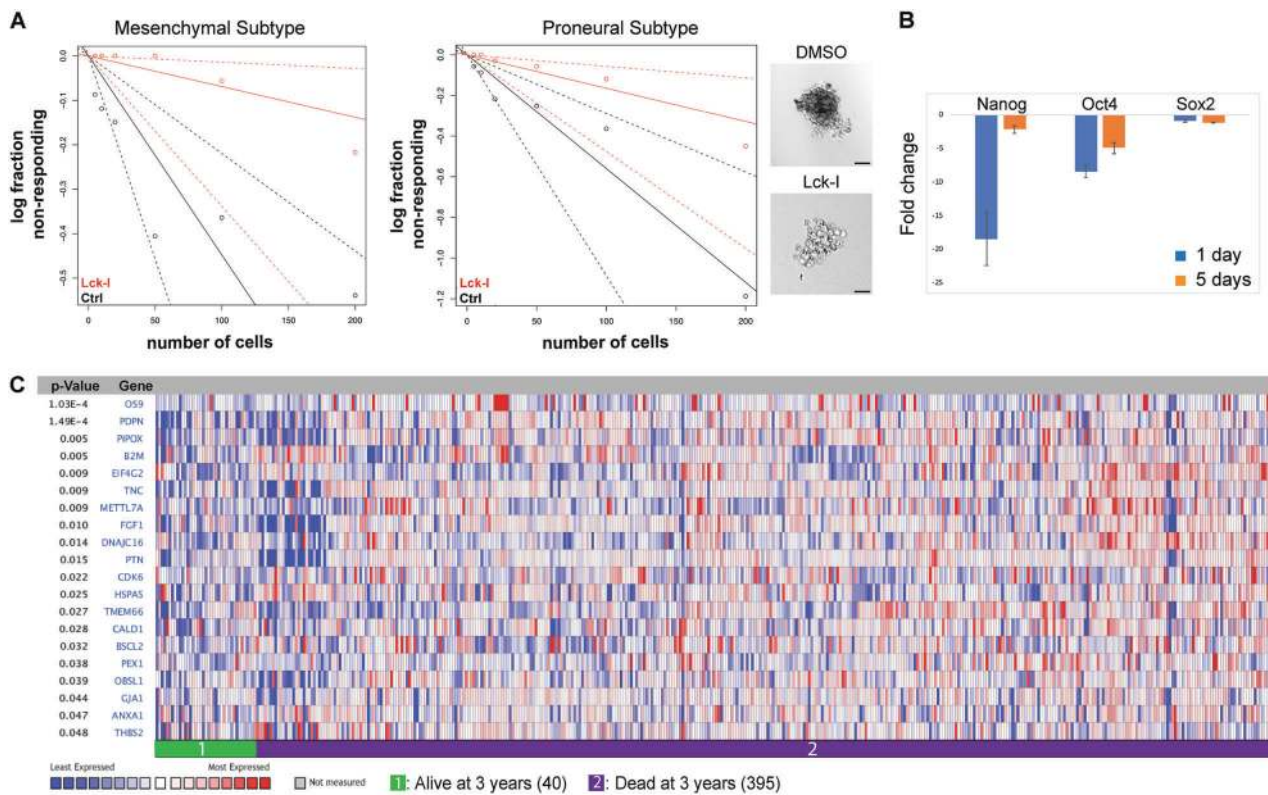 A
Mesenchymal Subtype
Proneural Subtype
log fraction
non-responding
0.0
-0.1
-0.2
-0.3
-0.4
-0.5
Lck-I
Ctrl
0
50
100
150
200
number of cells
log fraction
non-responding
0.0
-0.2
-0.4
-0.6
-0.8
-1.0
-1.2
Lck-I
Ctrl
0
50
100
150
200
number of cells
DMSO
Lck-I
B
Nanog Oct4 Sox2
Fold change
0
-5
-10
-15
-20
-25
1 day
5 days
C
p-Value Gene
1.03E-4 OS9
1.49E-4 PDPN
0.005 PIPOX
0.005 B2M
0.009 EIF4G2
0.009 TNC
0.009 METTL7A
0.010 FGF1
0.014 DNAJC16
0.015 PTN
0.022 CDK6
0.025 HSPA5
0.027 TMEM66
0.028 CALD1
0.032 BSCL2
0.038 PEX1
0.039 OBSL1
0.044 GJA1
0.047 ANXA1
0.048 THBS2
1 2
Least Expressed Most Expressed
Not measured
1: Alive at 3 years (40)
2: Dead at 3 years (395)